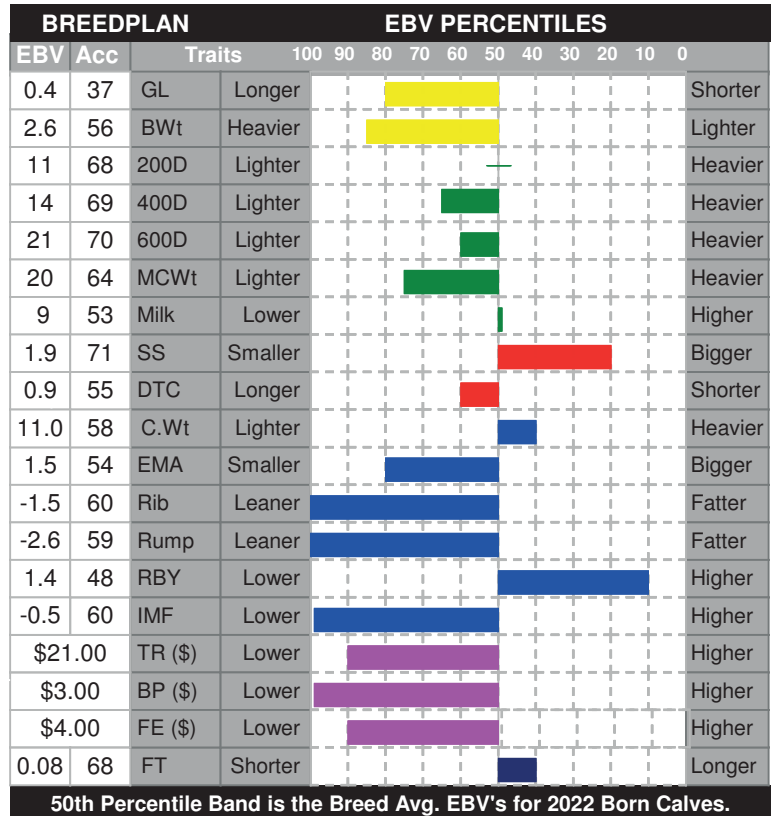 BREEDPLAN EBV PERCENTILES
EBV Acc Traits 100 90 80 70 60 50 40 30 20 10 0
0.4 37 GL Longer Shorter
2.6 56 BWt Heavier Lighter
11 68 200D Lighter Heavier
14 69 400D Lighter Heavier
21 70 600D Lighter Heavier
20 64 MCWt Lighter Heavier
9 53 Milk Lower Higher
1.9 71 SS Smaller Bigger
0.9 55 DTC Longer Shorter
11.0 58 C.Wt Lighter Heavier
1.5 54 EMA Smaller Bigger
-1.5 60 Rib Leaner Fatter
-2.6 59 Rump Leaner Fatter
1.4 48 RBY Lower Higher
-0.5 60 IMF Lower Higher
$21.00 TR ($) Lower Higher
$3.00 BP ($) Lower Higher
$4.00 FE ($) Lower Higher
0.08 68 FT Shorter Longer
50th Percentile Band is the Breed Avg. EBV's for 2022 Born Calves.